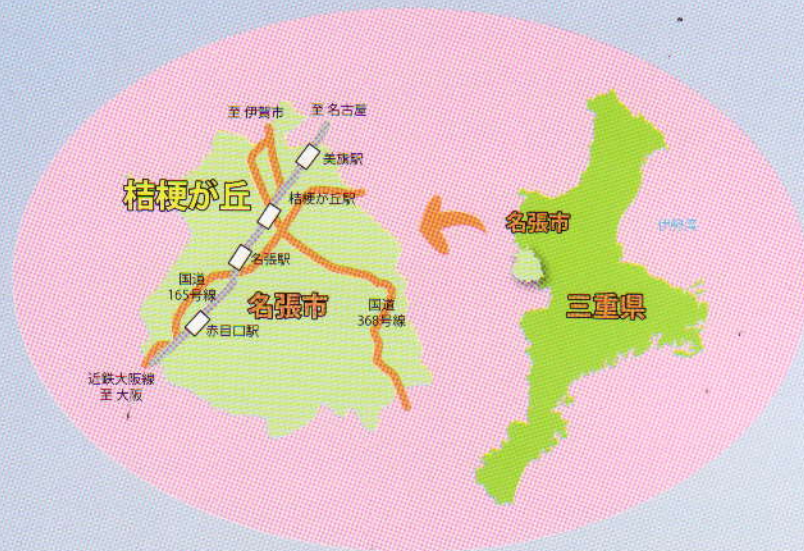 至 伊賀市
至 名古屋
美旗駅
桔梗が丘
桔梗が丘駅
名張駅
国道
165号線
名張市
国道
368号線
赤目口駅
近鉄大阪線
至 大阪
名張市
伊勢湾
三重県